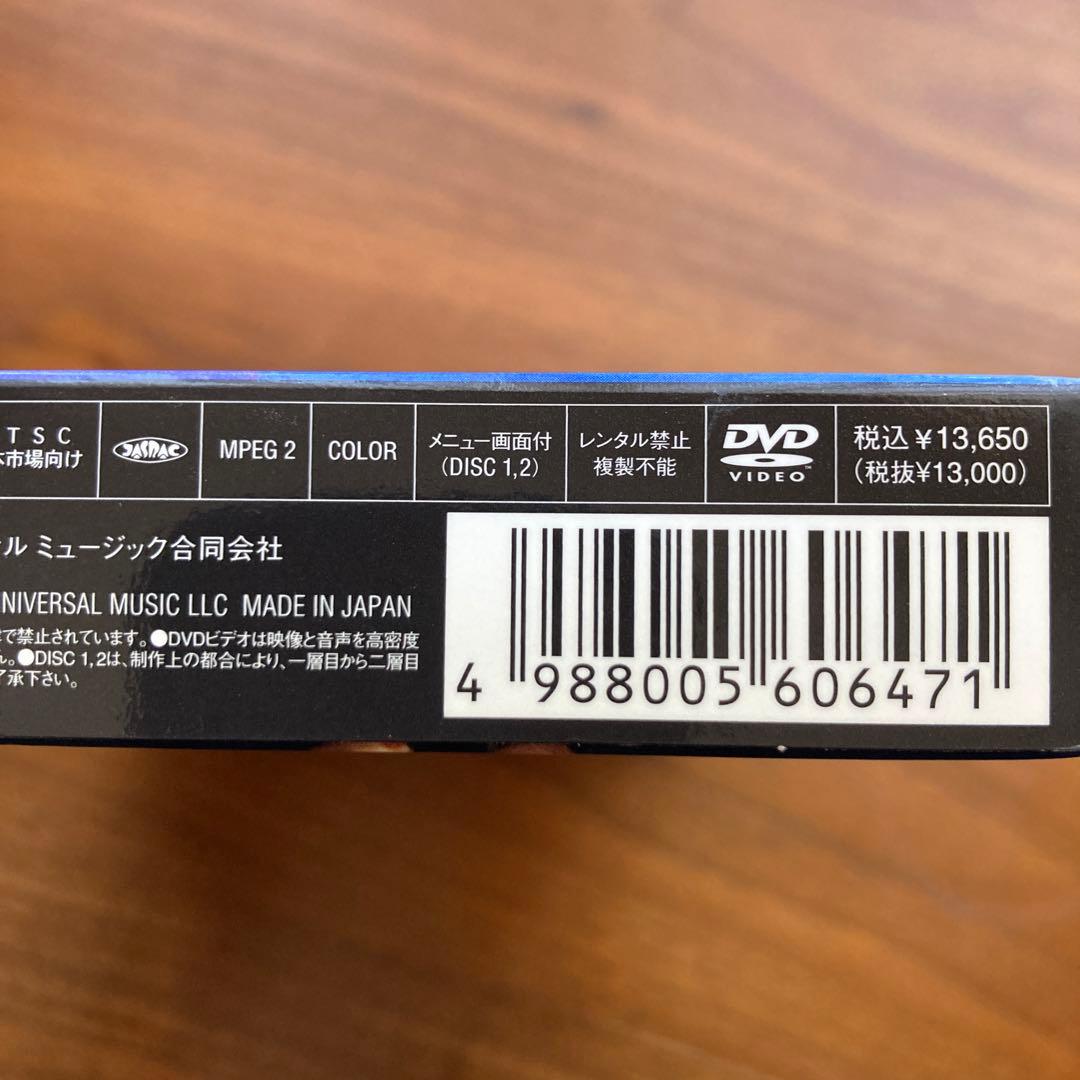 TSC
市場向け
JASRAC
MPEG 2
COLOR
メニュー画面付
(DISC 1,2)
レンタル禁止
複製不能
DVD
VIDEO
税込¥13,650
(税抜¥13,000)
ル ミュージック合同会社
NIVERSAL MUSIC LLC MADE IN JAPAN
で禁止されています。●DVDビデオは映像と音声を高密度
ん。●DISC 1,2は、制作上の都合により、一層目から二層目
了承下さい。
4 988005 606471